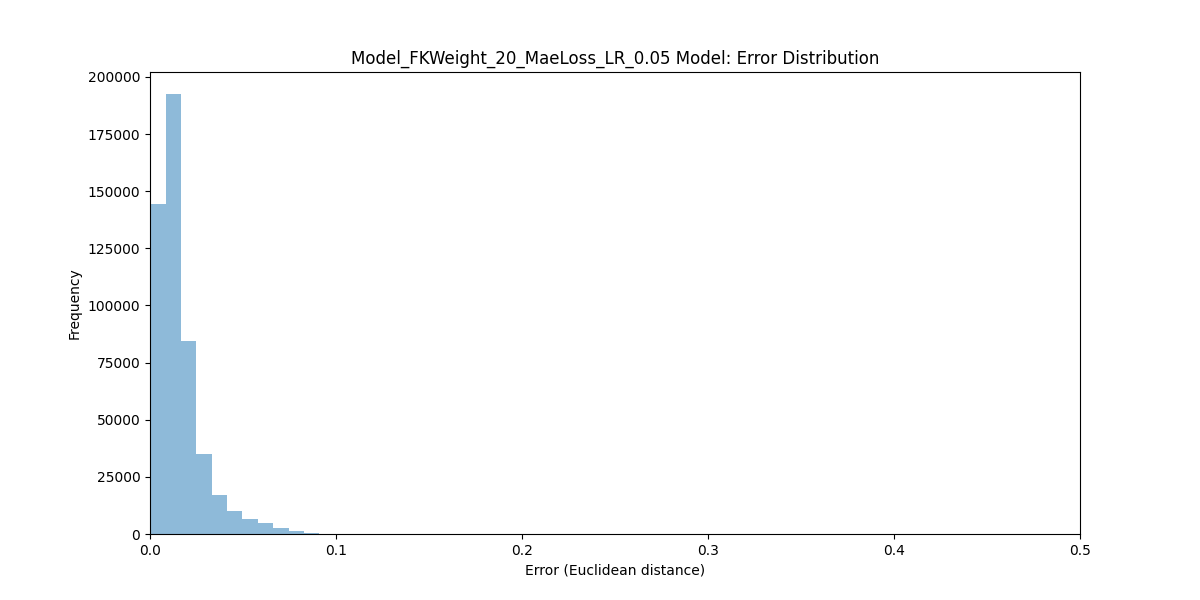 Model_FKWeight_20_MaeLoss_LR_0.05 Model: Error Distribution
200000
175000
150000
125000
100000
75000
50000
25000
0
Frequency
0.0 0.1 0.2 0.3 0.4 0.5
Error (Euclidean distance)